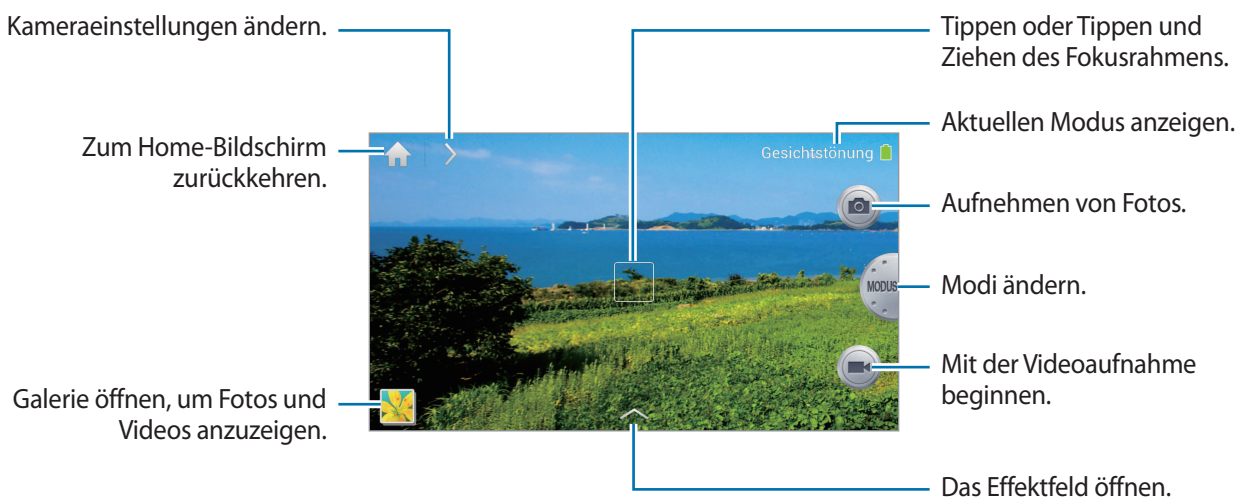 Kameraeinstellungen ändern.
Zum Home-Bildschirm
zurückkehren.
Galerie öffnen, um Fotos und
Videos anzuzeigen.
Gesichtstönung
MODUS
Tippen oder Tippen und
Ziehen des Fokusrahmens.
Aktuellen Modus anzeigen.
Aufnehmen von Fotos.
Modi ändern.
Mit der Videoaufnahme
beginnen.
Das Effektfeld öffnen.